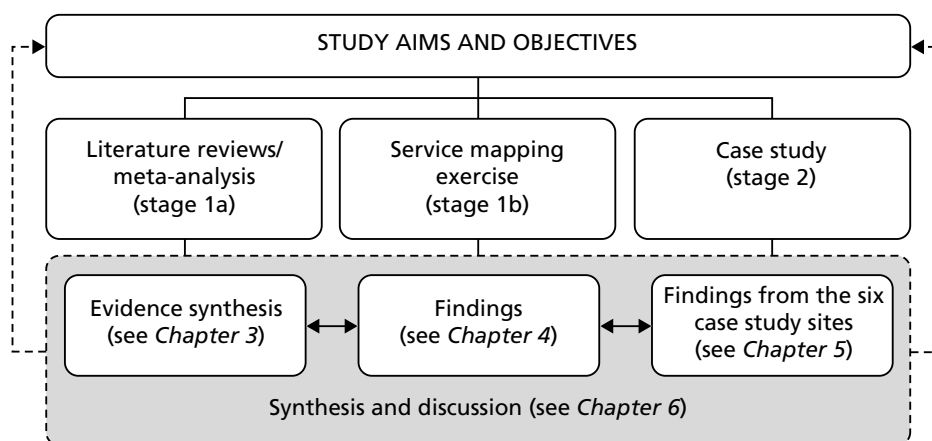 STUDY AIMS AND OBJECTIVES
Literature reviews/
meta-analysis
(stage 1a)
Service mapping
exercise
(stage 1b)
Case study
(stage 2)
Evidence synthesis
(see Chapter 3)
Findings
(see Chapter 4)
Findings from the six
case study sites
(see Chapter 5)
Synthesis and discussion (see Chapter 6)